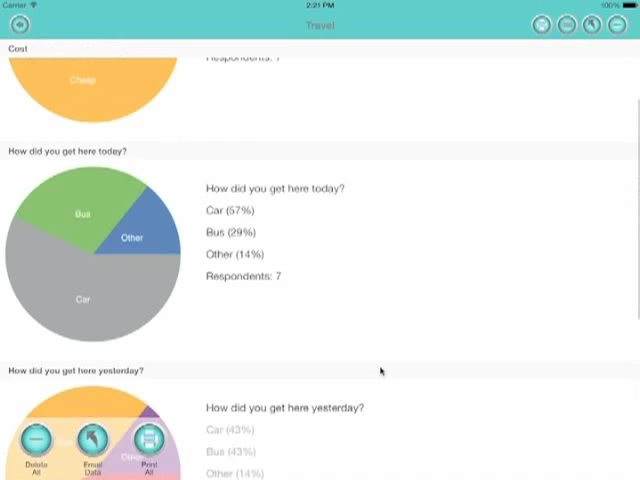 Carrier 2:21 PM 100%
Travel
Cost
Cheap
Respondents: 7
How did you get here today?
Bus
Other
Car
How did you get here today?
Car (57%)
Bus (29%)
Other (14%)
Respondents: 7
How did you get here yesterday?
How did you get here yesterday?
Car (43%)
Bus (43%)
Other (14%)
Delete All
Email Data
Print All